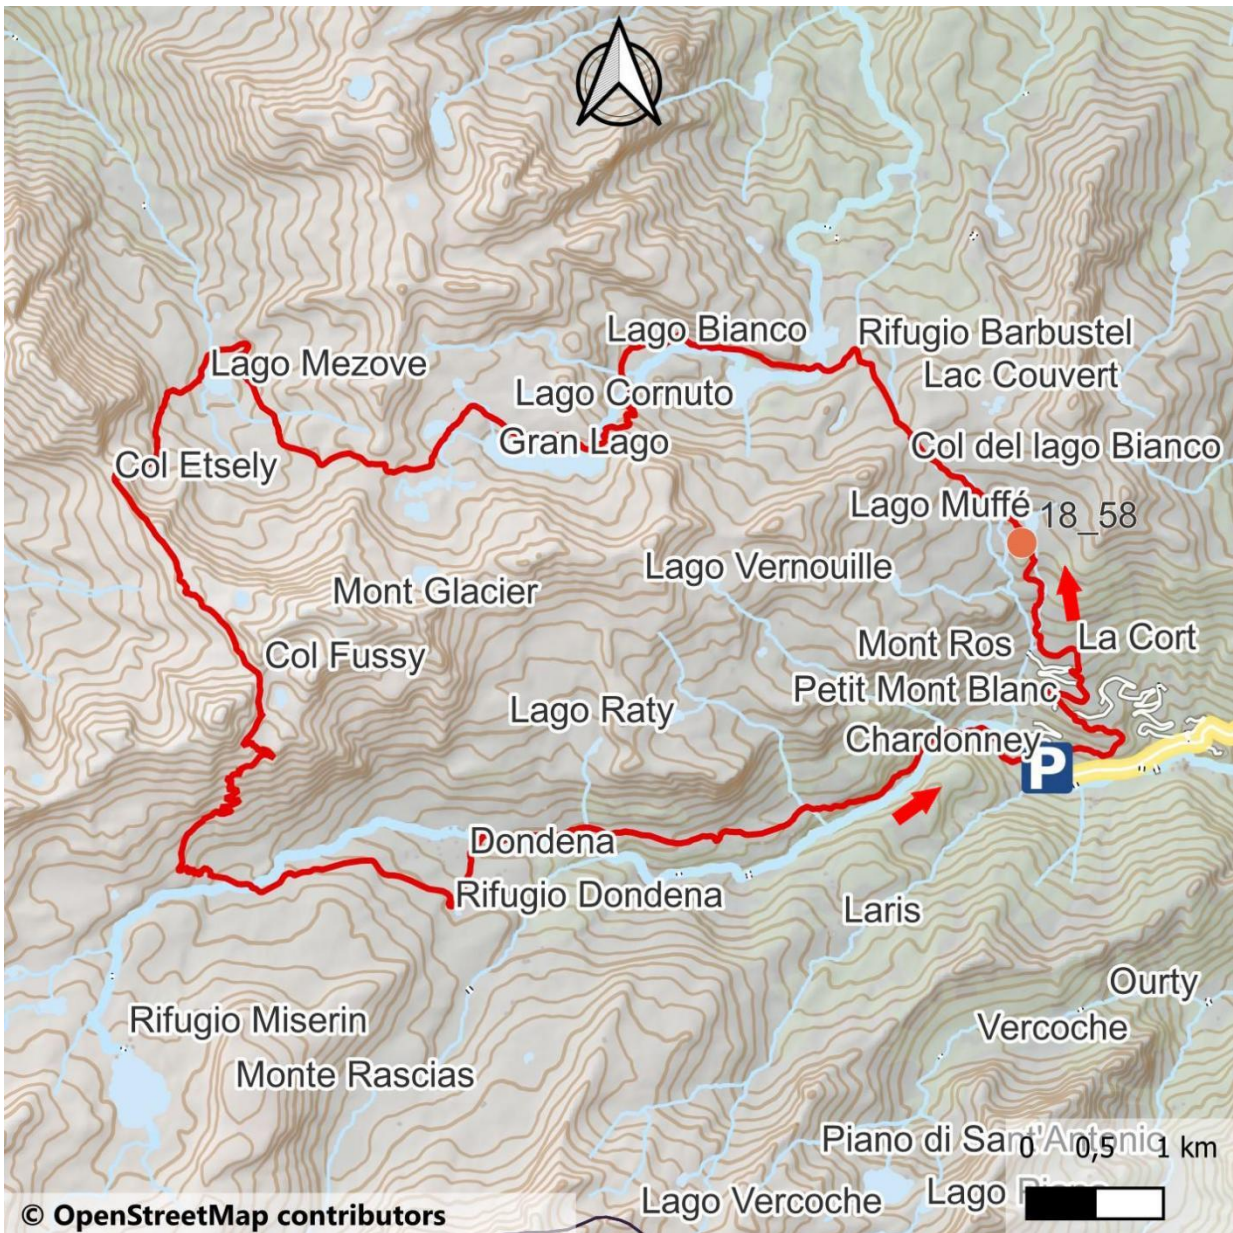 Lago Bianco
Rifugio Barbustel
Lago Mezove
Lac Couvert
Lago Cornuto
Gran Lago
Col del lago Bianco
Col Etsely
Lago Muffé
18_58
Lago Vernouille
Mont Glacier
La Cort
Mont Ros
Col Fussy
Petit Mont Blanc
Lago Raty
Chardonney
P
Dondena
Rifugio Dondena
Laris
Ourty
Rifugio Miserin
Vercoche
Monte Rascias
Piano di Sant'Antonio
0 0,5 1 km
Lago Vercoche
Lago
© OpenStreetMap contributors